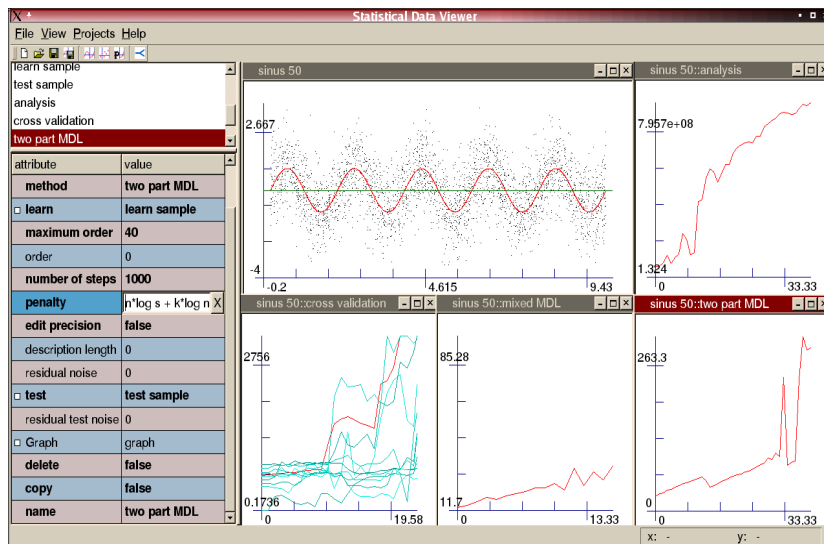 X
Statistical Data Viewer
File View Projects Help
learn sample
test sample
analysis
cross validation
two part MDL
attribute value
method two part MDL
learn learn sample
maximum order 40
order 0
number of steps 1000
penalty n*log s + k*log n X
edit precision false
description length 0
residual noise 0
test test sample
residual test noise 0
Graph graph
delete false
copy false
name two part MDL
sinus 50
2.667
-4
-0.2 4.615 9.43
sinus 50::analysis
7.957e+08
1.324
33.33
sinus 50::cross validation
2756
0.1736
0 19.58
sinus 50::mixed MDL
85.28
11.7
0 13.33
sinus 50::two part MDL
263.3
0
0 33.33
x: - y: -